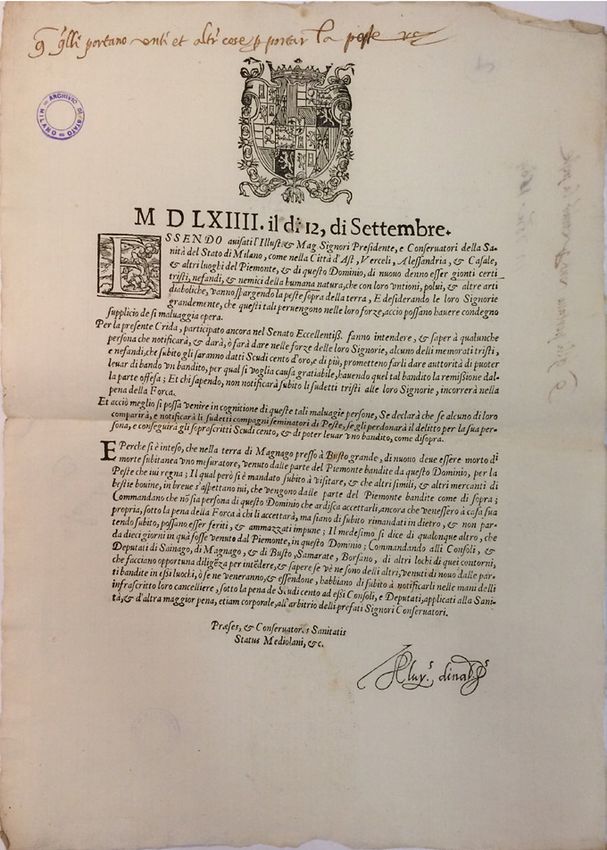 portano onti et altre cose p portar la peste
ARCHIVIO DI STATO MILANO
M D LXIIII. il di 12, di Settembre.
ESSENDO auisati l'Illust. & Mag. Signori Presidente, e Conseruatori della Sa-
nità del Stato di Milano, come nella Città d'Ast, Verceli, Alessandria, & Casale,
& altri luoghi del Piemonte, & di questo Dominio, di nuouo denno esser gionti certi
tristi, nefandi, & nemici della humana natura, che con loro vntioni, polui, & altre arti
diaboliche, vanno spargendo la peste sopra della terra, E desiderando le loro Signorie
grandemente, che questi tali peruengono nelle loro forze, accio possano hauere condegno
supplicio de si maluaggia opera.
Per la presente Crida, participato ancora nel Senato Eccellentiß. fanno intendere, & saper à qualunche
persona che notificarà, & darà, ò farà dare nelle forze delle loro Signorie, alcuno delli memorati tristi,
e nefandi, che subito gli saranno datti Scudi cento d'oro, e di più, prometteno farli dare auttorità di puoter
leuar di bando vn bandito, per qual si voglia causa gratiabile, hauendo quel tal bandito la remissione dal-
la parte offesa; Et chi sapendo, non notificarà subito li sudetti tristi alle loro Signorie, incorrerà nella
pena della Forca.
Et acciò meglio si possa venire in cognitione di queste tali maluagie persone, Se declara che se alcuno di loro
comparirà, e notificarà li sudetti compagni seminatori di Peste, se gli perdonarà il delitto per la sua per-
sona, e conseguirà gli soprascritti Scudi cento, & di poter leuar vno bandito, come disopra.
E Perche si è inteso, che nella terra di Magnago presso à Busto grande, di nuouo deue essere morto di
morte subitanea vno misuratore, venuto dalle parte del Piemonte bandite da questo Dominio, per la
Peste che iui regna; Il qual però si è mandato subito à visitare, & che altri simili, & altri mercanti di
bestie bouine, in breue s'aspettano iui, che vengono dalle parte del Piemonte bandite come di sopra;
Commandano che nõ sia persona di questo Dominio che ardisca accettarli, ancora che venessero à casa sua
propria, sotto la pena della Forca à chi li accettarà, ma siano di subito rimandati in dietro, & non par-
tendo subito, possano esser feriti, & ammazzati impune; Il medesimo si dice di qualunque altro, che
da dieci giorni in quà fosse venuto dal Piemonte, in questo Dominio; Commandando alli Consoli, &
Deputati di Sainago, di Magnago, & di Busto, Samarate, Borsano, di altri lochi di quei contorni,
che facciano opportuna diligẽza per intẽdere, & sapere se vè ne sono delli altri, venuti di nouo dalle par-
ti bandite in essi luochi, ò se ne veneranno, & essendone, habbiano di subito à notificarli nelle mani delli
infrascritto loro cancelliere, sotto la pena de Scudi cento ad essi Consoli, e Deputati, applicati alla Sani-
tà, & d'altra maggior pena, etiam corporale, all'arbitrio delli prefati Signori Conseruatori.
Præses, & Conseruatores Sanitatis
Status Mediolani, &c.